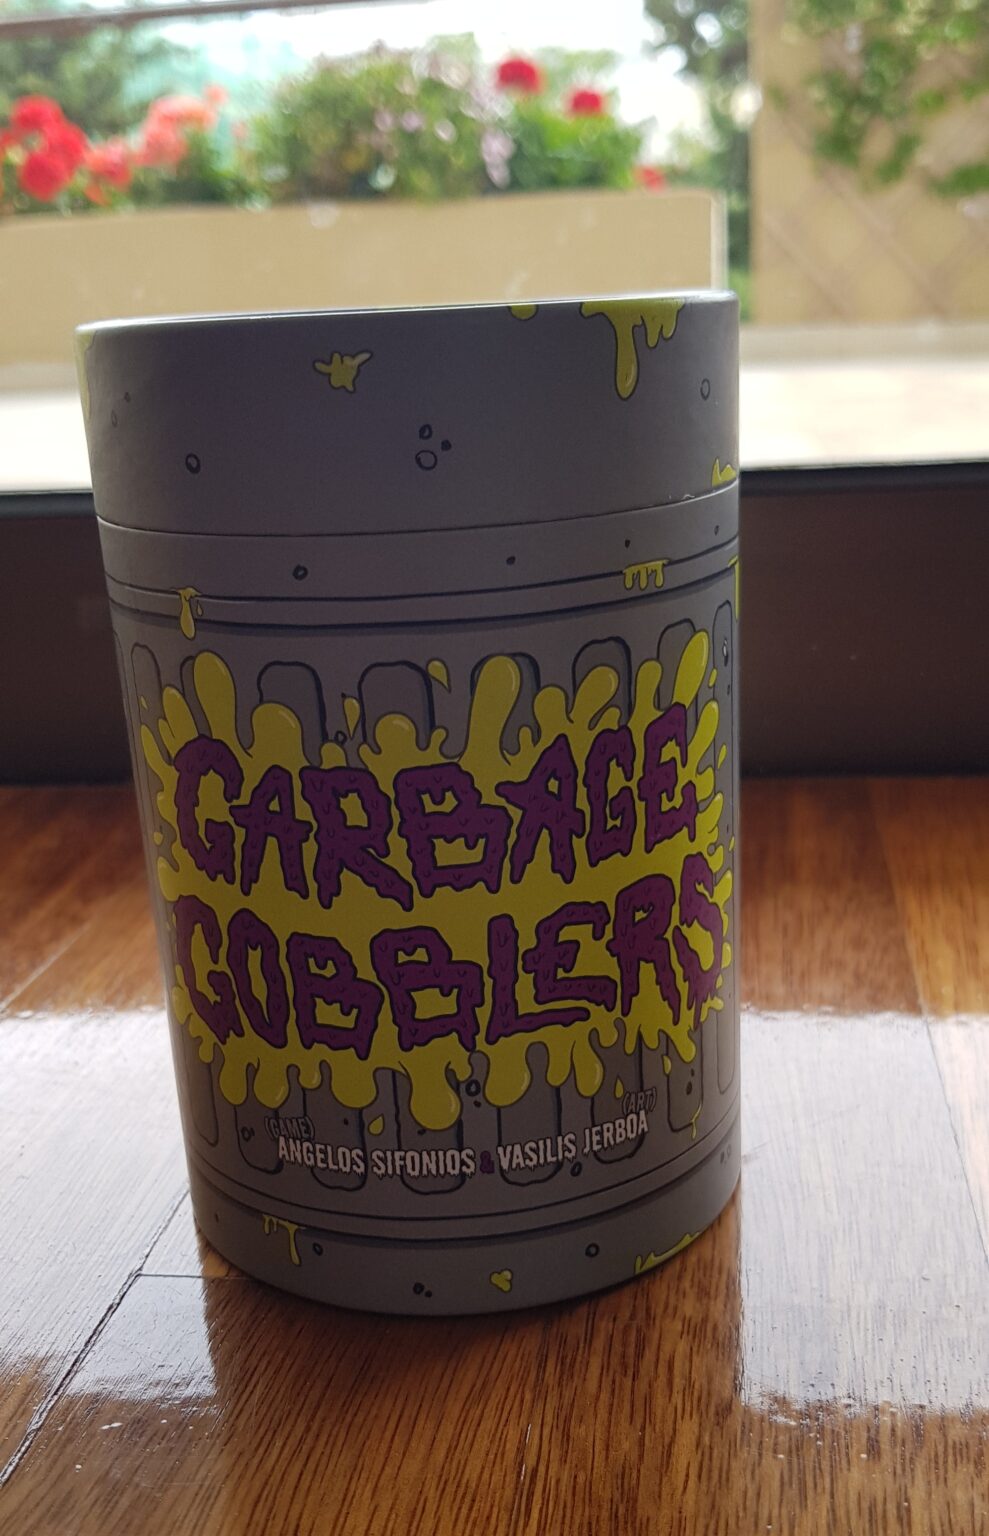 GARBAGE
GOBBLERS
(GAME) (ART)
ANGELOS SIFONIOS & VASILIS JERBOA